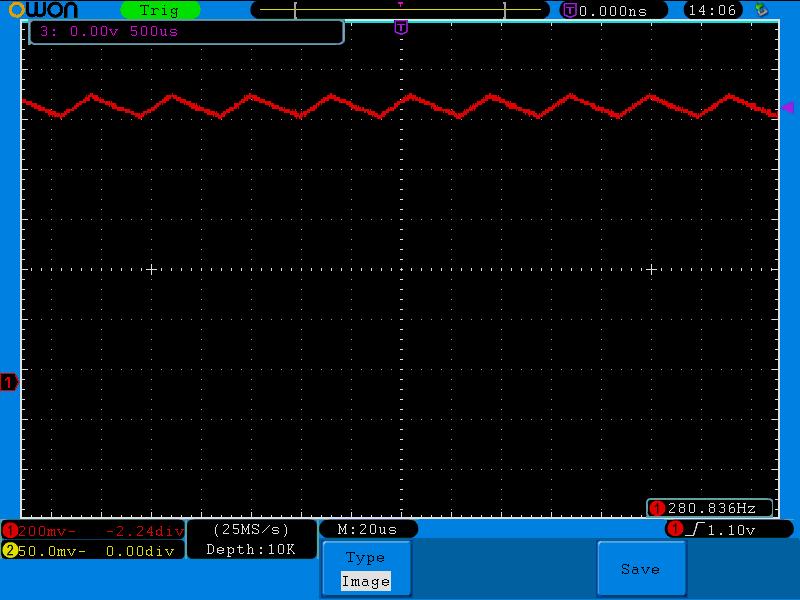 OWON Trig T 0.000ns 14:06
3: 0.00v 500us
T
1
1 280.836Hz
1 200mv- -2.24div (25MS/s) M:20us 1 1.10v
2 50.0mv- 0.00div Depth:10K
Type
Image
Save